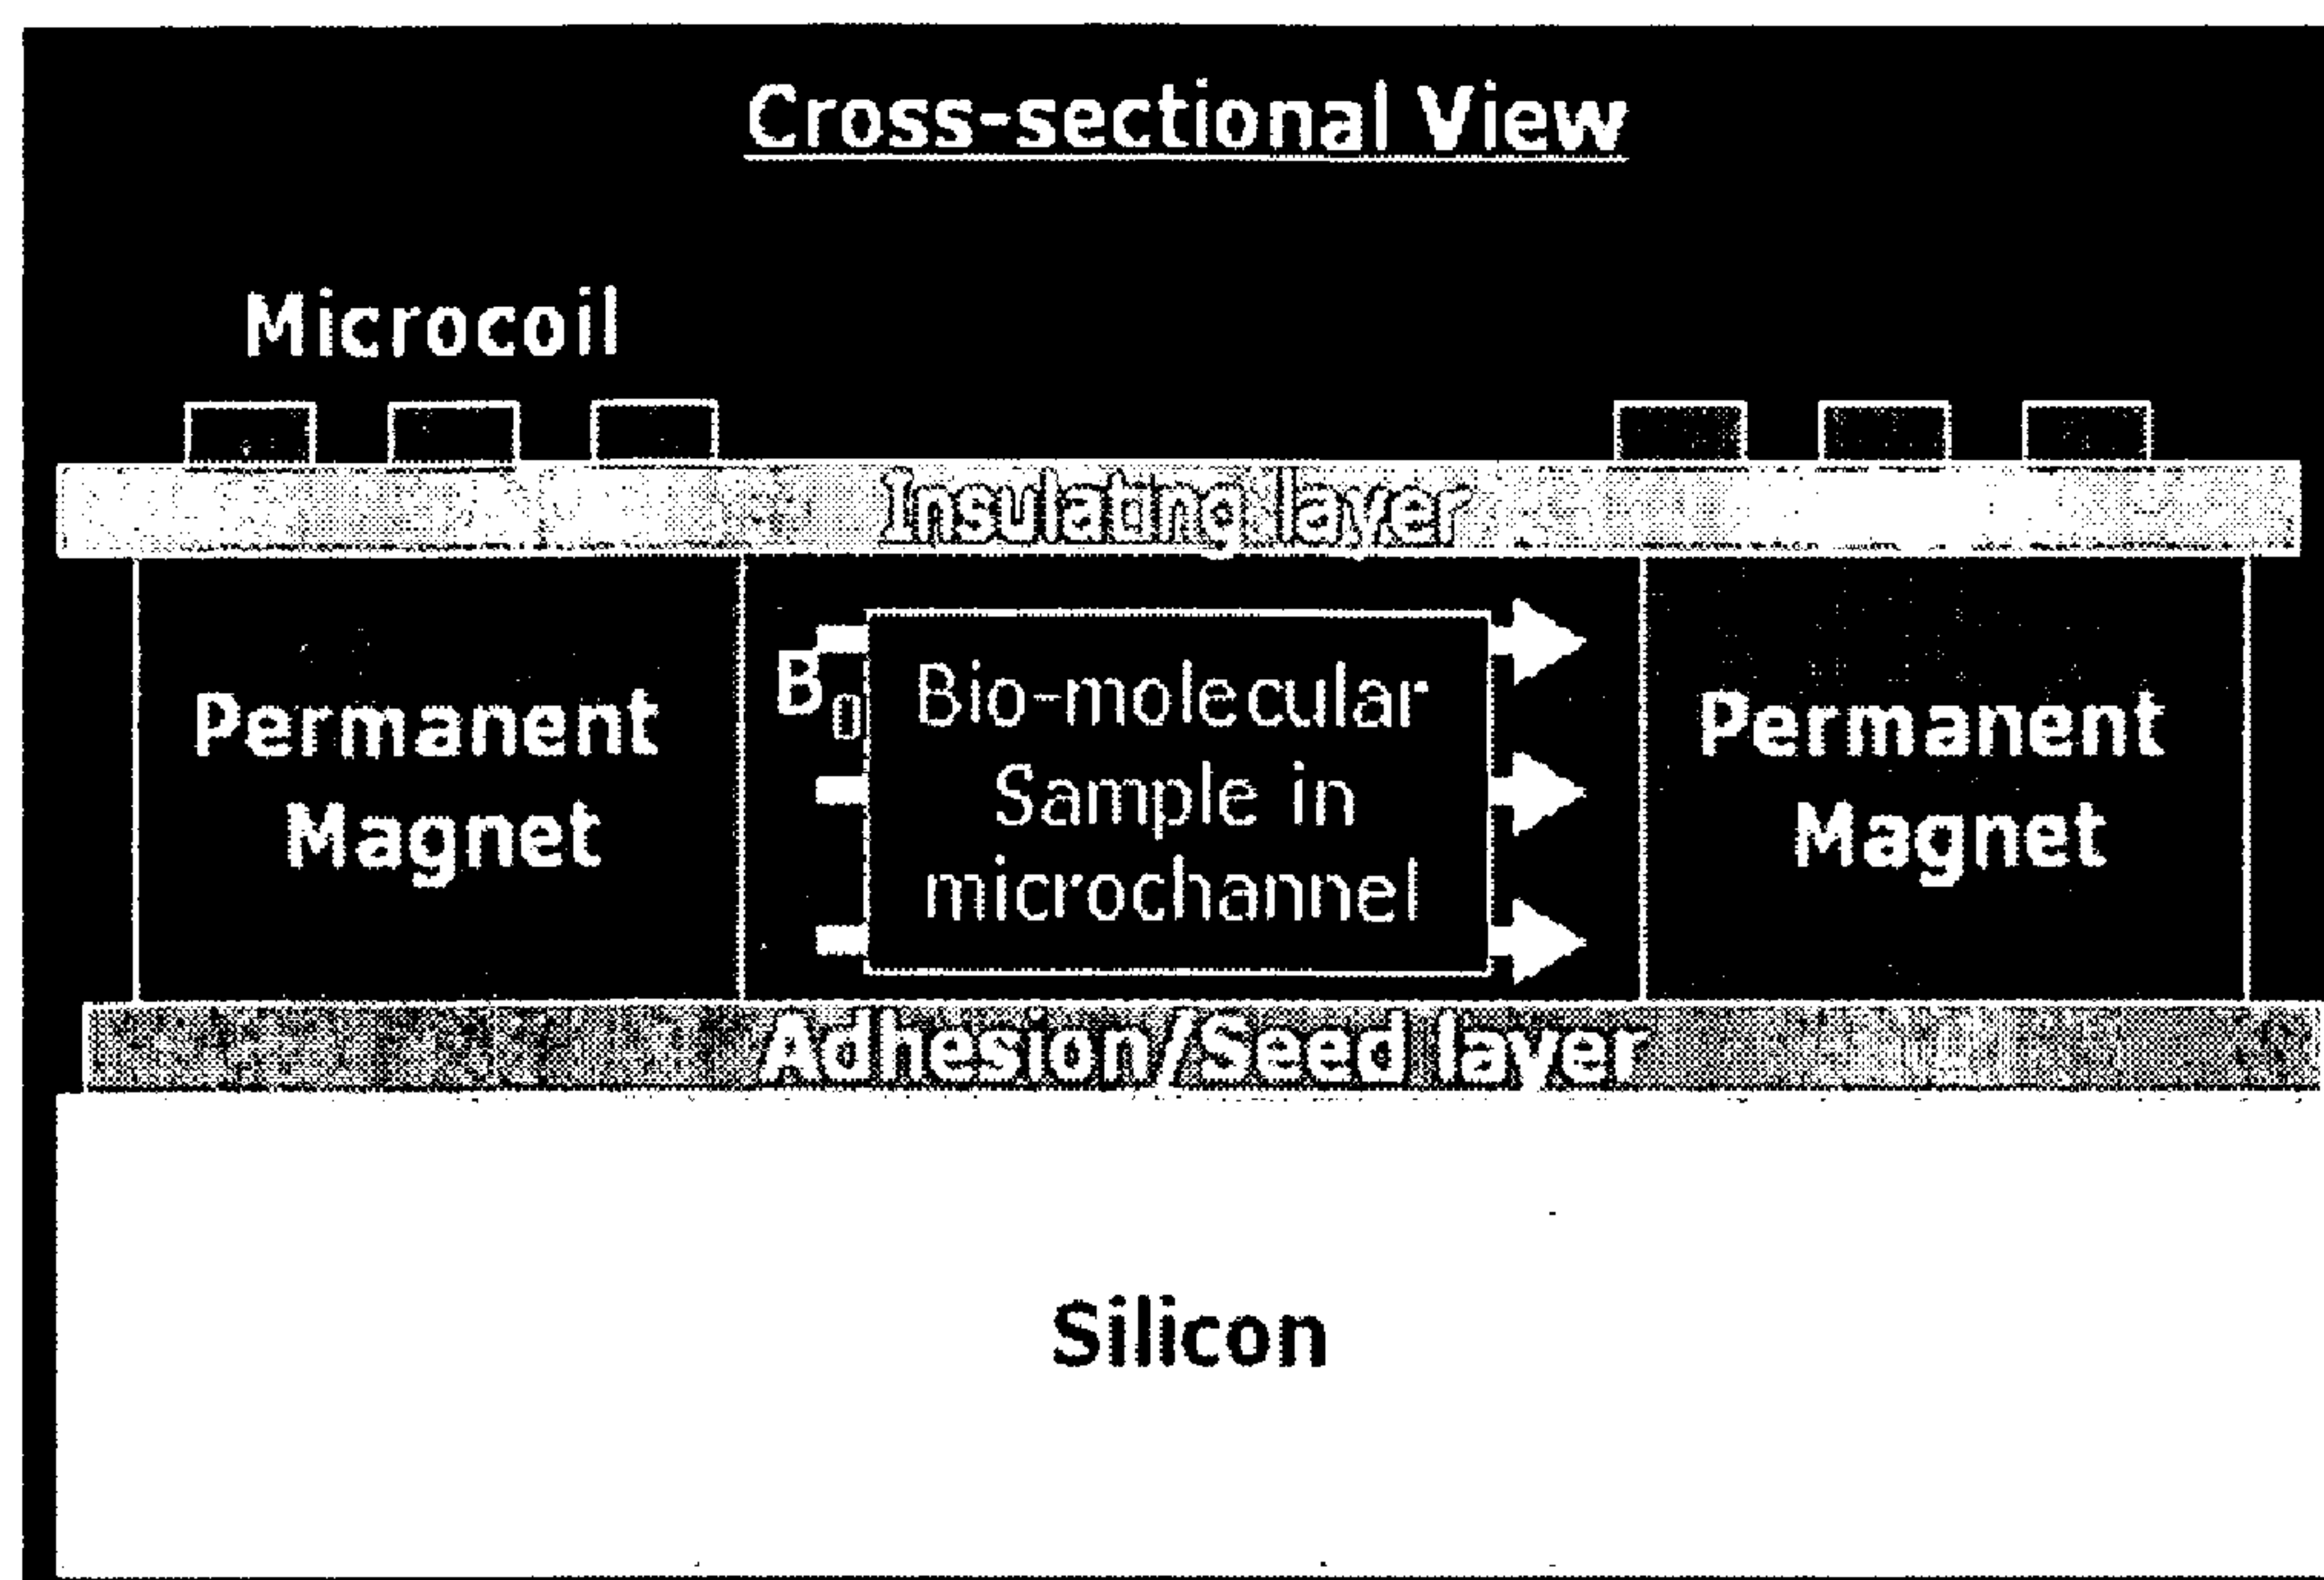 Cross-sectional View
Microcoil
Insulating layer
Permanent
Magnet
B0
Bio-molecular
Sample in
microchannel
Permanent
Magnet
Adhesion/Seed layer
Silicon